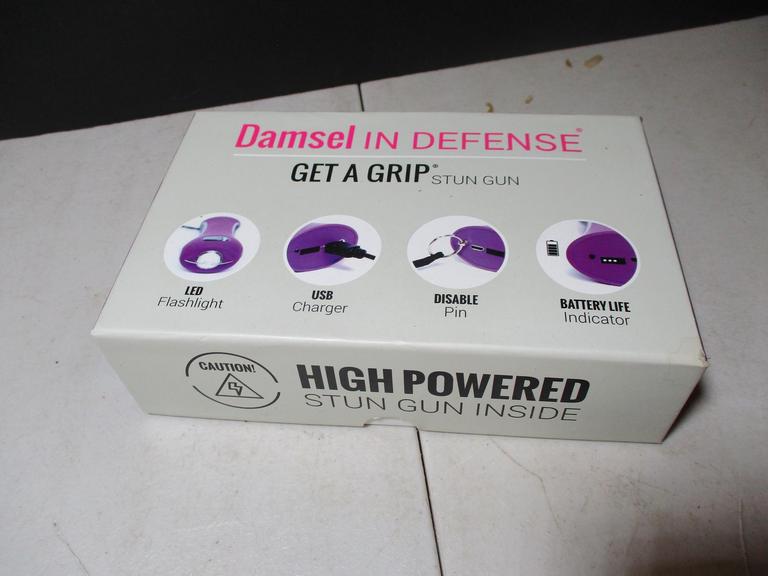 Damsel IN DEFENSE®
GET A GRIP® STUN GUN
LED
Flashlight
USB
Charger
DISABLE
Pin
BATTERY LIFE
Indicator
CAUTION!
HIGH POWERED
STUN GUN INSIDE